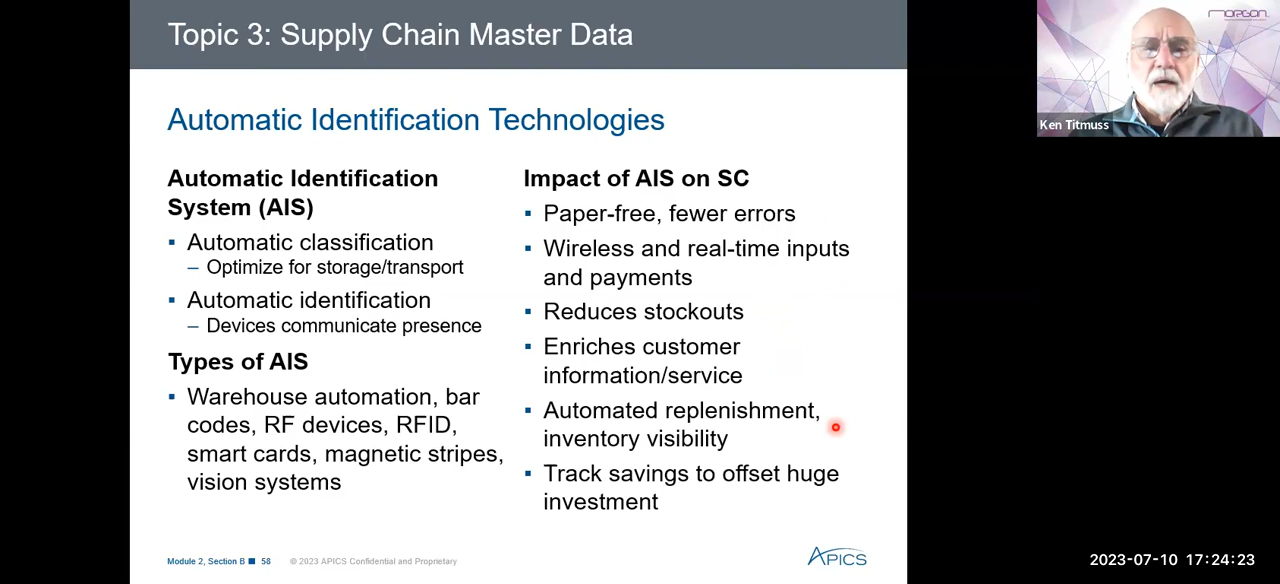 Topic 3: Supply Chain Master Data
Automatic Identification Technologies
Automatic Identification
System (AIS)
▪ Automatic classification
– Optimize for storage/transport
▪ Automatic identification
– Devices communicate presence
Types of AIS
▪ Warehouse automation, bar
codes, RF devices, RFID,
smart cards, magnetic stripes,
vision systems
Impact of AIS on SC
▪ Paper-free, fewer errors
▪ Wireless and real-time inputs
and payments
▪ Reduces stockouts
▪ Enriches customer
information/service
▪ Automated replenishment,
inventory visibility
▪ Track savings to offset huge
investment
Module 2, Section B ■ 58 © 2023 APICS Confidential and Proprietary
APICS
morgon
Ken Titmuss
2023-07-10 17:24:23